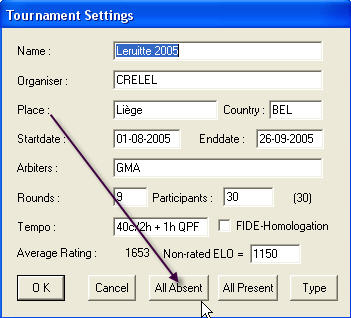 Tournament Settings
Name : Leruitte 2005
Organiser : CRELEL
Place : Liège Country : BEL
Startdate : 01-08-2005 Enddate : 26-09-2005
Arbiters : GMA
Rounds : 9 Participants : 30 (30)
Tempo : 40c/2h + 1h QPF FIDE-Homologation
Average Rating : 1653 Non-rated ELO = 1150
O K Cancel All Absent All Present Type